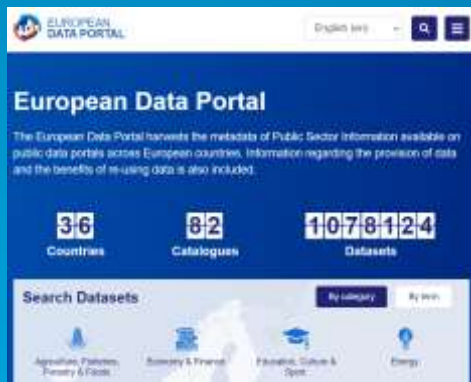 EUROPEAN
DATA PORTAL
English (en)
European Data Portal
The European Data Portal harvests the metadata of Public Sector Information available on
public data portals across European countries. Information regarding the provision of data
and the benefits of re-using data is also included.
36 82 1078124
Countries Catalogues Datasets
Search Datasets By category By term
Agriculture, Fisheries, Economy & Finance Education, Culture & Energy
Forestry & Foods Sport